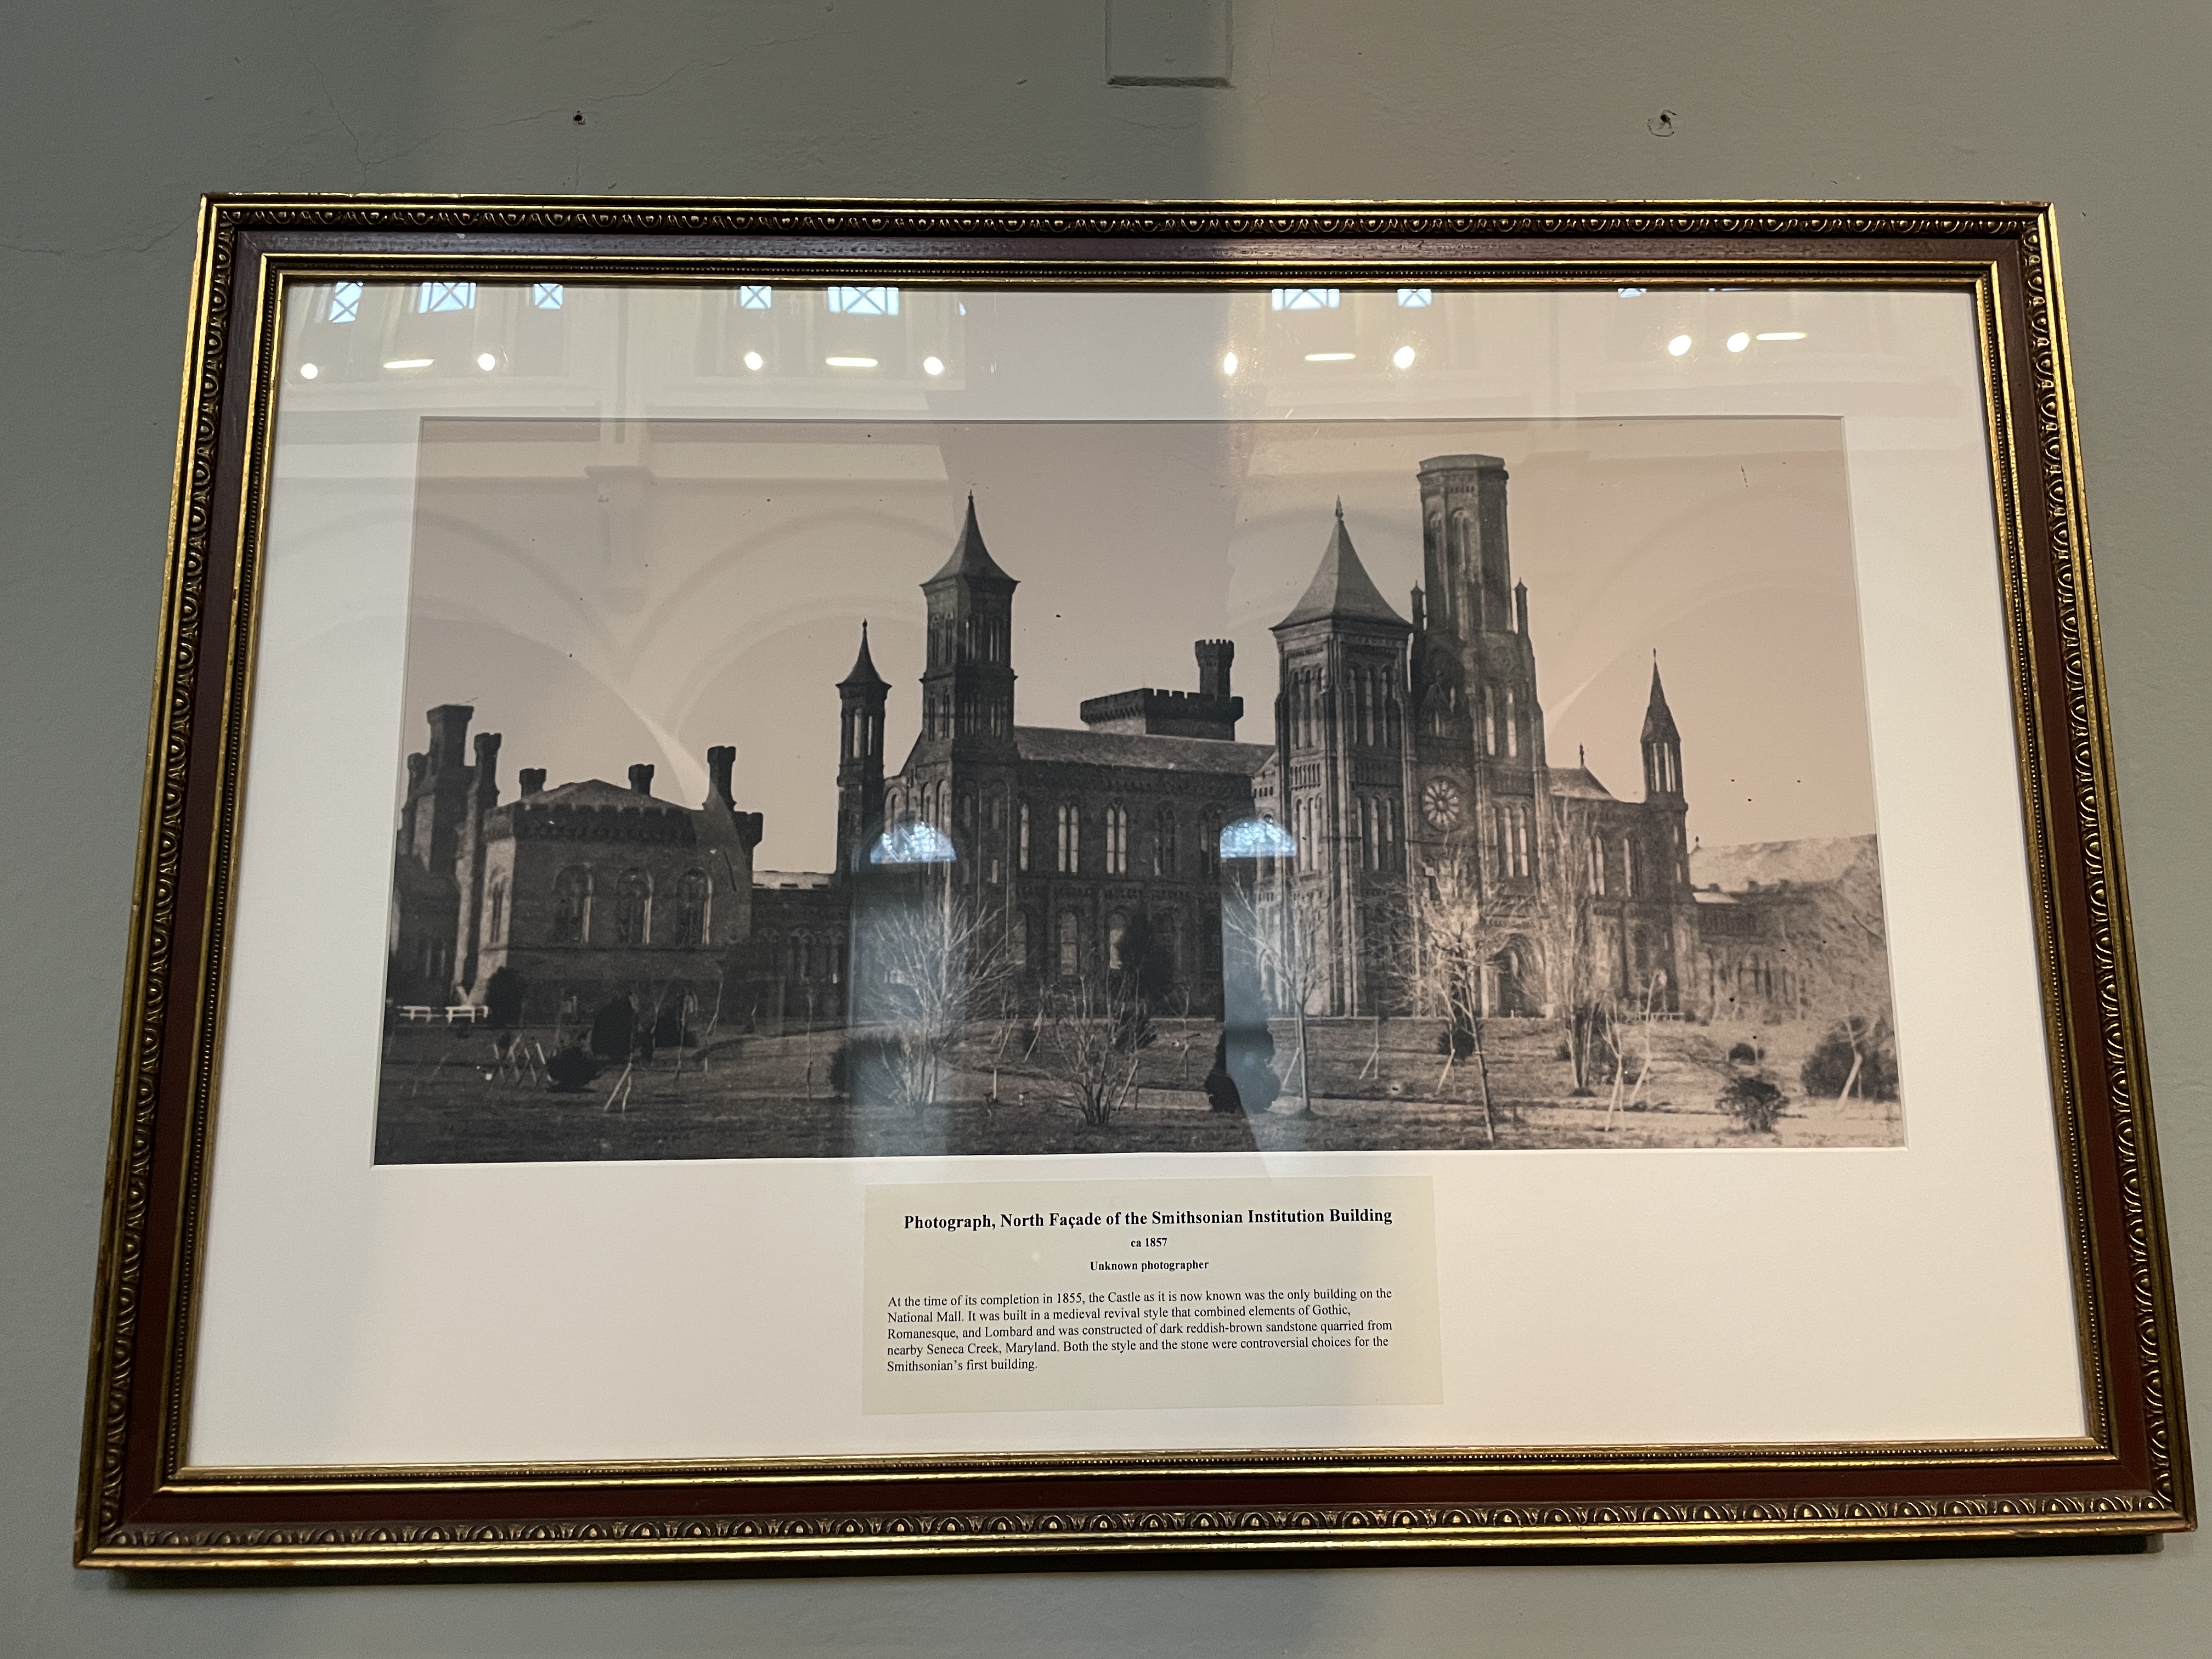 Photograph, North Façade of the Smithsonian Institution Building
ca 1857
Unknown photographer
At the time of its completion in 1855, the Castle as it is now known was the only building on the
National Mall. It was built in a medieval revival style that combined elements of Gothic,
Romanesque, and Lombard and was constructed of dark reddish-brown sandstone quarried from
nearby Seneca Creek, Maryland. Both the style and the stone were controversial choices for the
Smithsonian's first building.